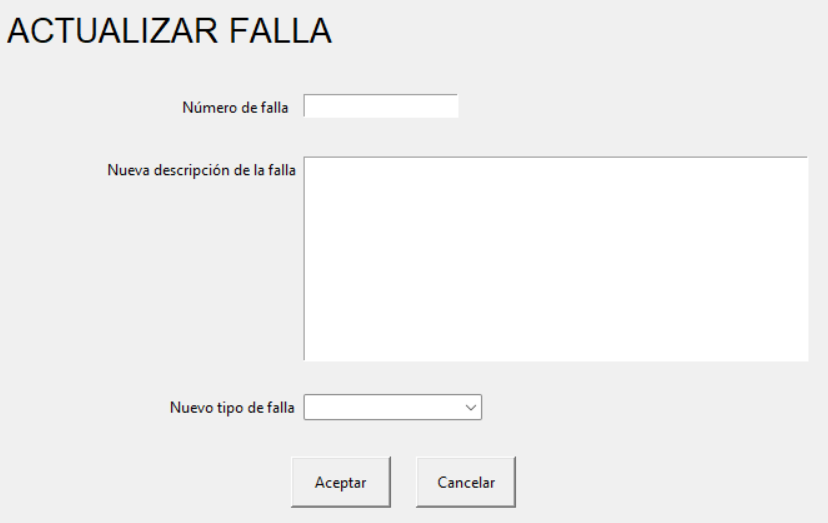 ACTUALIZAR FALLA
Número de falla
Nueva descripción de la falla
Nuevo tipo de falla
Aceptar Cancelar